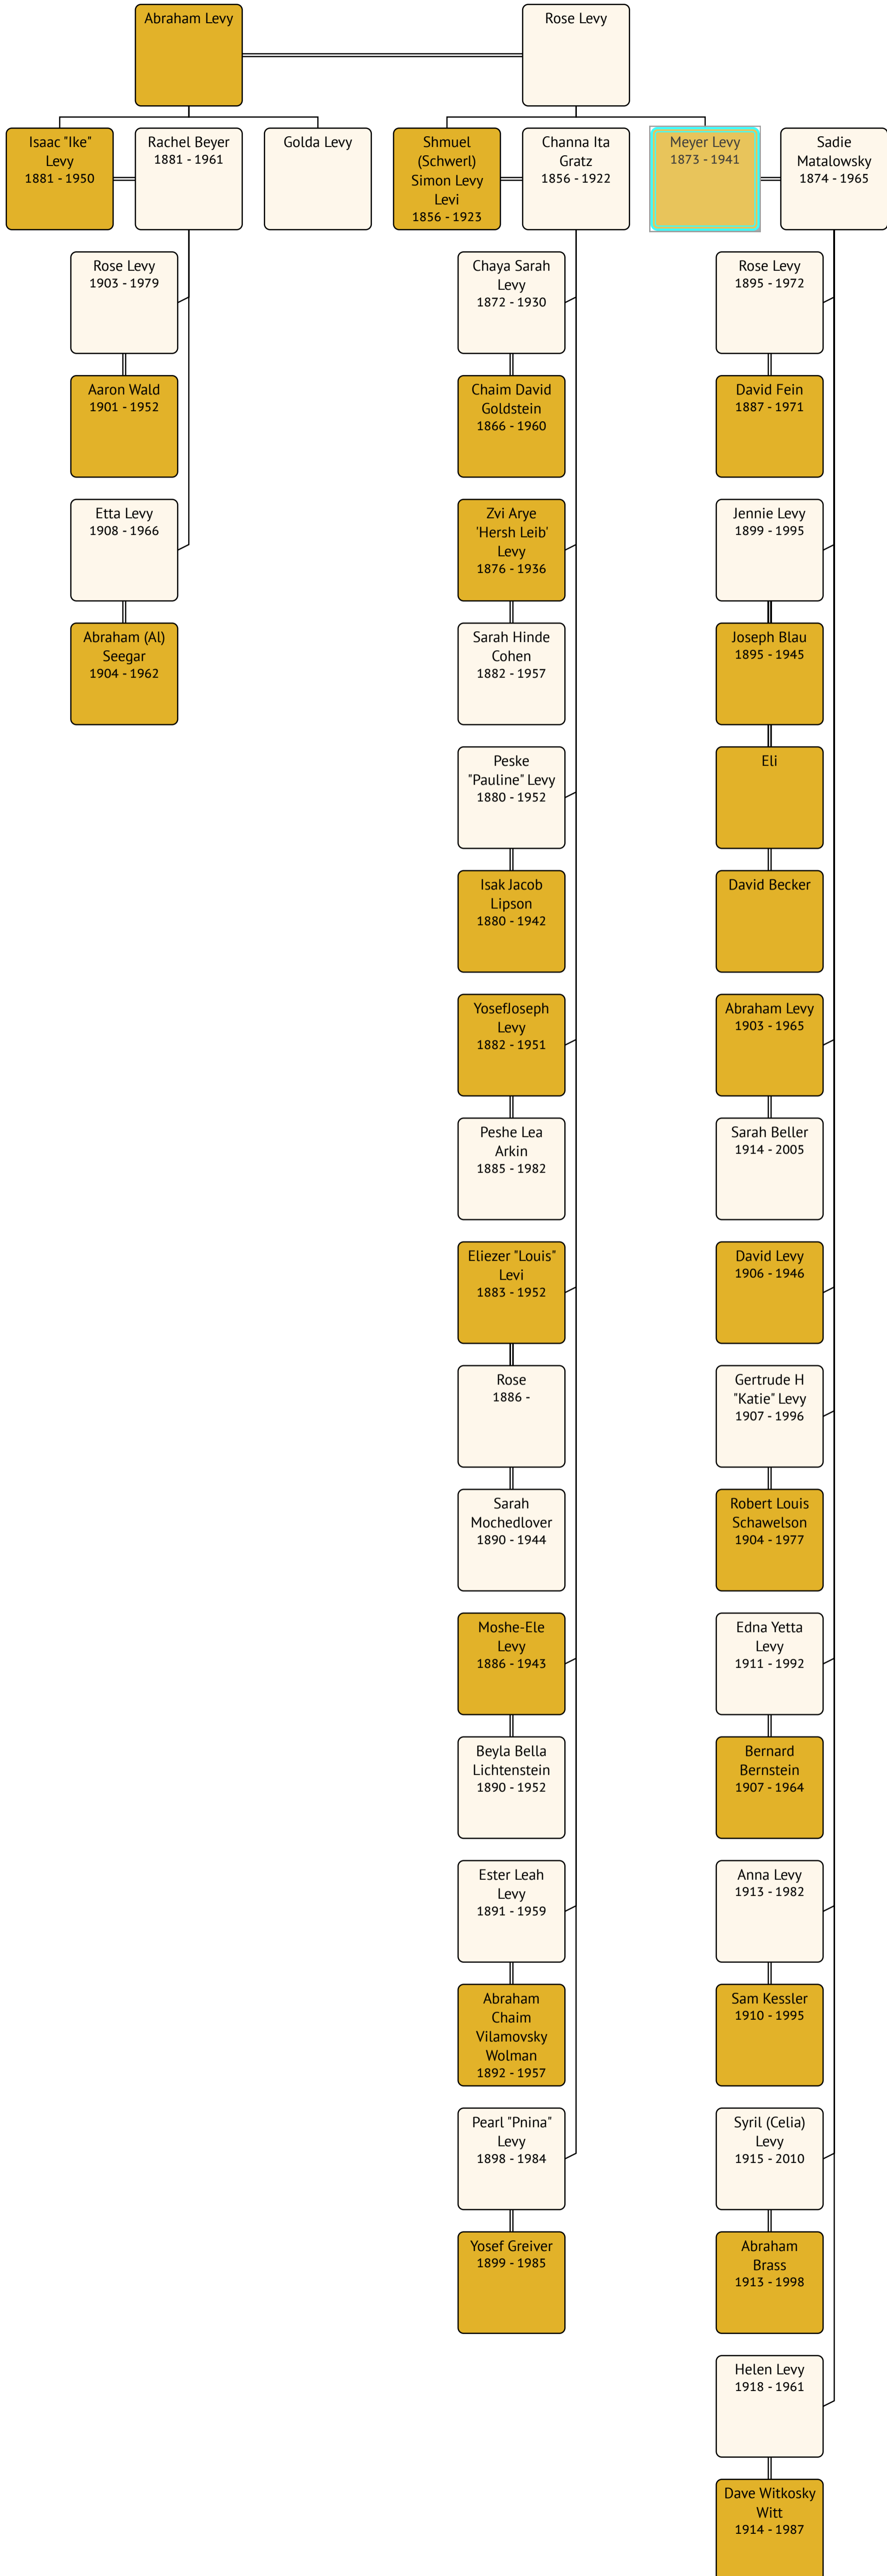 Abraham Levy
Rose Levy
Isaac "Ike"
Levy
1881 - 1950
Rachel Beyer
1881 - 1961
Golda Levy
Shmuel
(Schwerl)
Simon Levy
Levi
1856 - 1923
Channa Ita
Gratz
1856 - 1922
Meyer Levy
1873 - 1941
Sadie
Matalowsky
1874 - 1965
Rose Levy
1903 - 1979
Aaron Wald
1901 - 1952
Etta Levy
1908 - 1966
Abraham (Al)
Seegar
1904 - 1962
Chaya Sarah
Levy
1872 - 1930
Chaim David
Goldstein
1866 - 1960
Zvi Arye
'Hersh Leib'
Levy
1876 - 1936
Sarah Hinde
Cohen
1882 - 1957
Peske
"Pauline" Levy
1880 - 1952
Isak Jacob
Lipson
1880 - 1942
YosefJoseph
Levy
1882 - 1951
Peshe Lea
Arkin
1885 - 1982
Eliezer "Louis"
Levi
1883 - 1952
Rose
1886 -
Sarah
Mochedlover
1890 - 1944
Moshe-Ele
Levy
1886 - 1943
Beyla Bella
Lichtenstein
1890 - 1952
Ester Leah
Levy
1891 - 1959
Abraham
Chaim
Vilamovsky
Wolman
1892 - 1957
Pearl "Pnina"
Levy
1898 - 1984
Yosef Greiver
1899 - 1985
Rose Levy
1895 - 1972
David Fein
1887 - 1971
Jennie Levy
1899 - 1995
Joseph Blau
1895 - 1945
Eli
David Becker
Abraham Levy
1903 - 1965
Sarah Beller
1914 - 2005
David Levy
1906 - 1946
Gertrude H
"Katie" Levy
1907 - 1996
Robert Louis
Schawelson
1904 - 1977
Edna Yetta
Levy
1911 - 1992
Bernard
Bernstein
1907 - 1964
Anna Levy
1913 - 1982
Sam Kessler
1910 - 1995
Syril (Celia)
Levy
1915 - 2010
Abraham
Brass
1913 - 1998
Helen Levy
1918 - 1961
Dave Witkosky
Witt
1914 - 1987